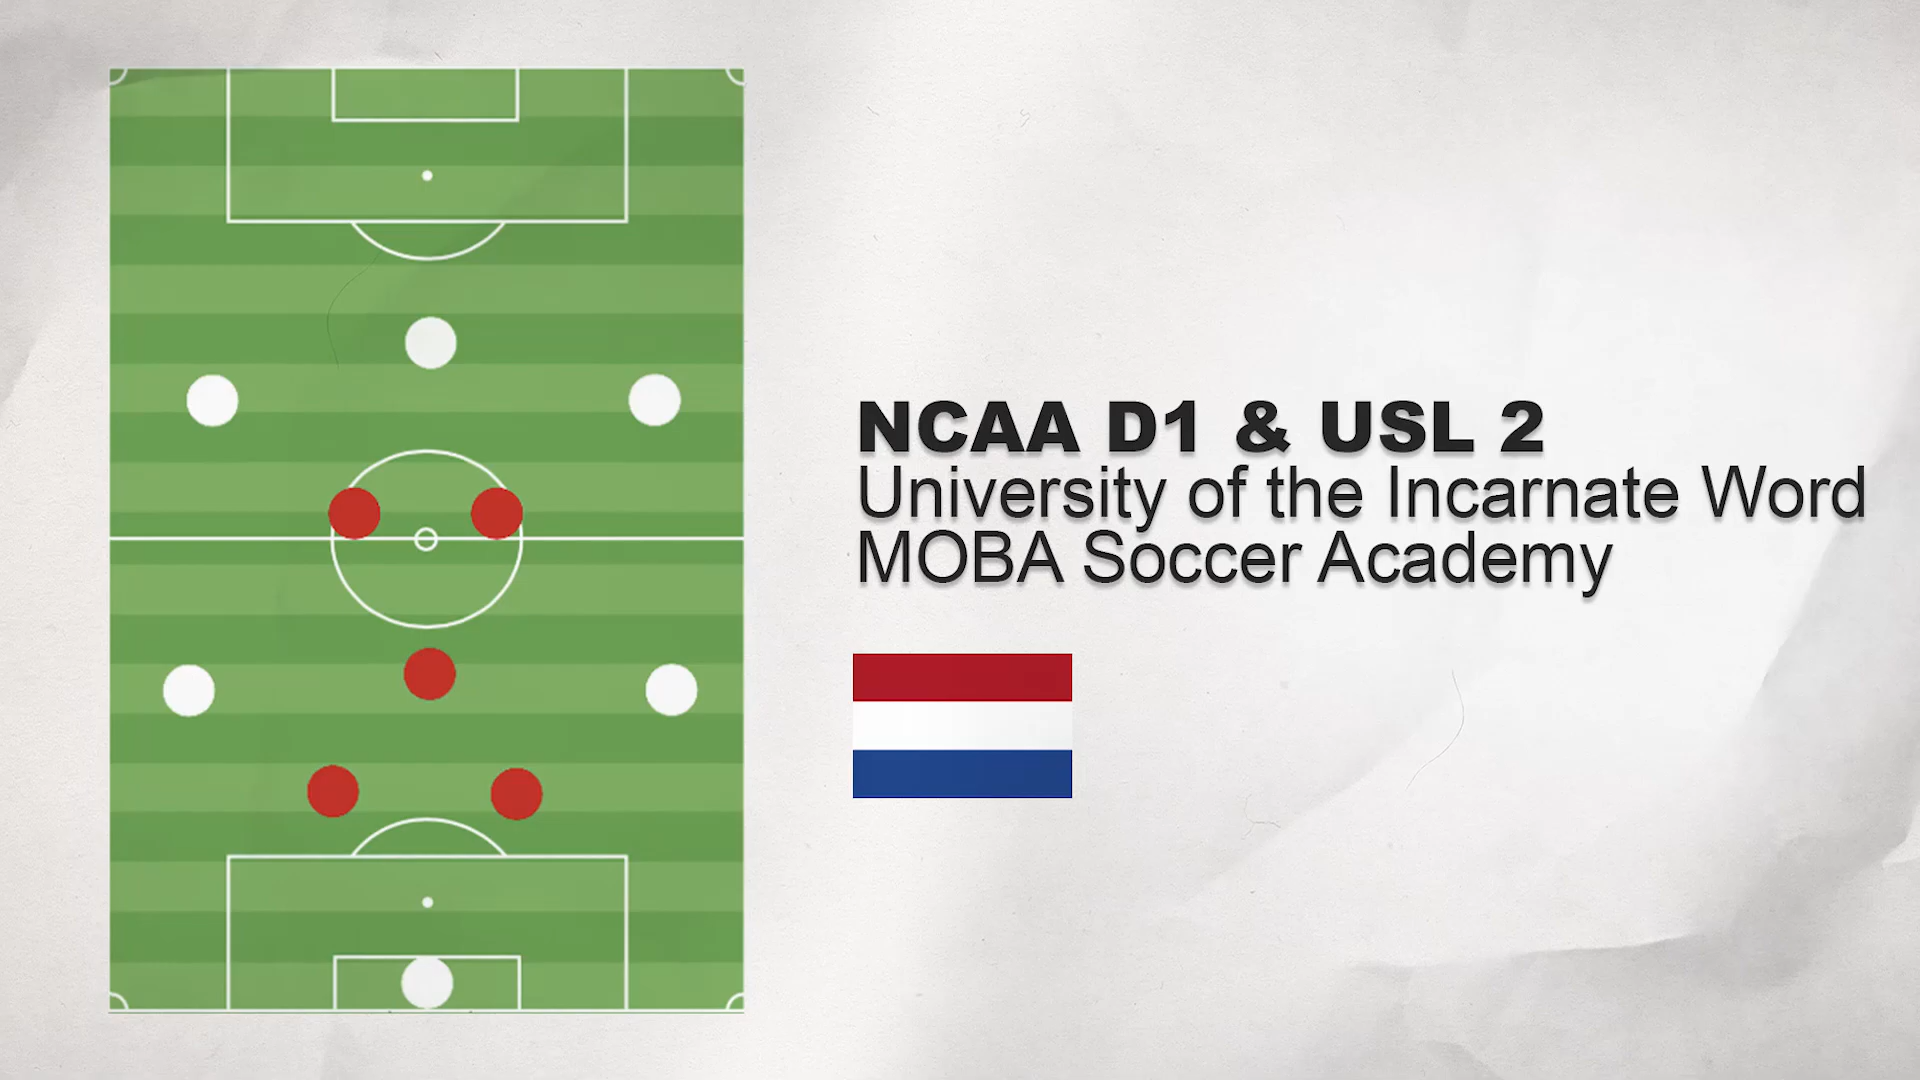 NCAA D1 & USL 2
University of the Incarnate Word
MOBA Soccer Academy